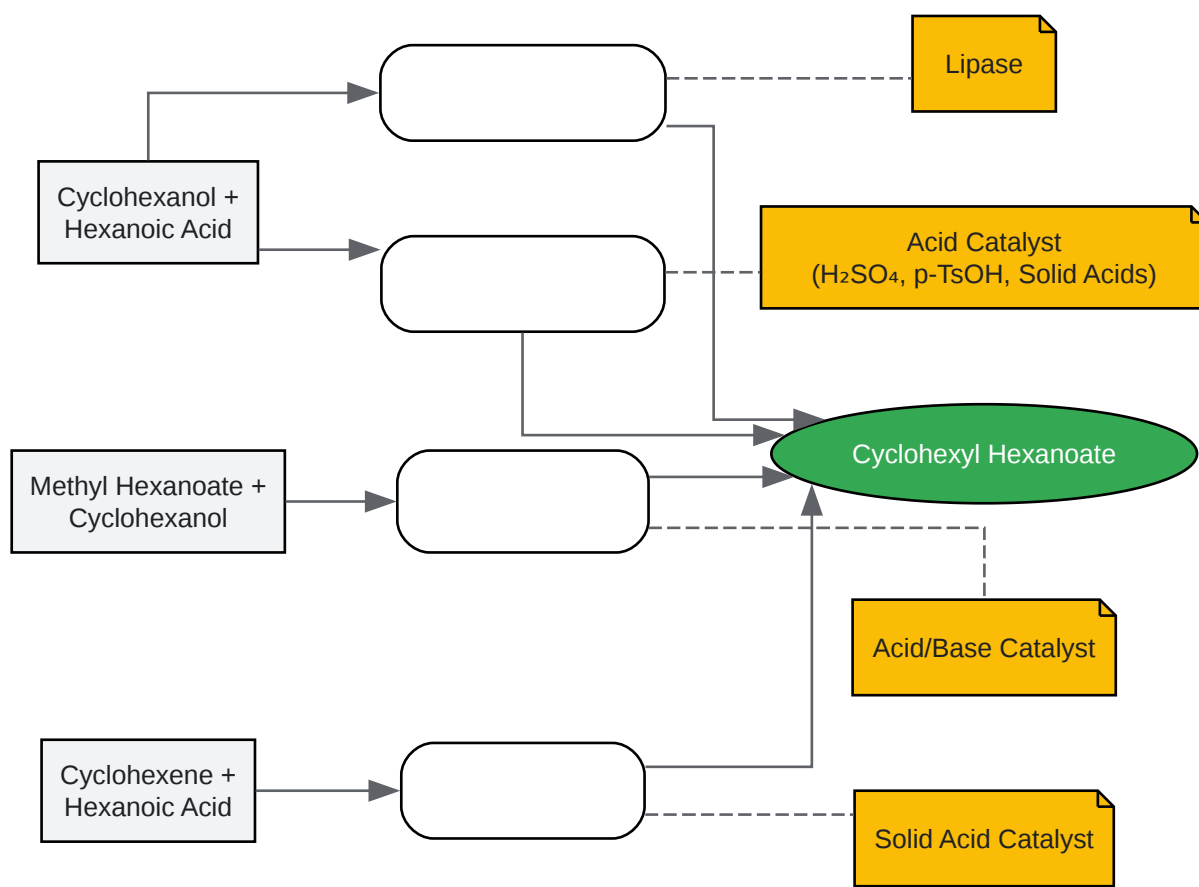 Lipase
Cyclohexanol +
Hexanoic Acid
Acid Catalyst
(H₂SO₄, p-TsOH, Solid Acids)
Cyclohexyl Hexanoate
Methyl Hexanoate +
Cyclohexanol
Acid/Base Catalyst
Cyclohexene +
Hexanoic Acid
Solid Acid Catalyst